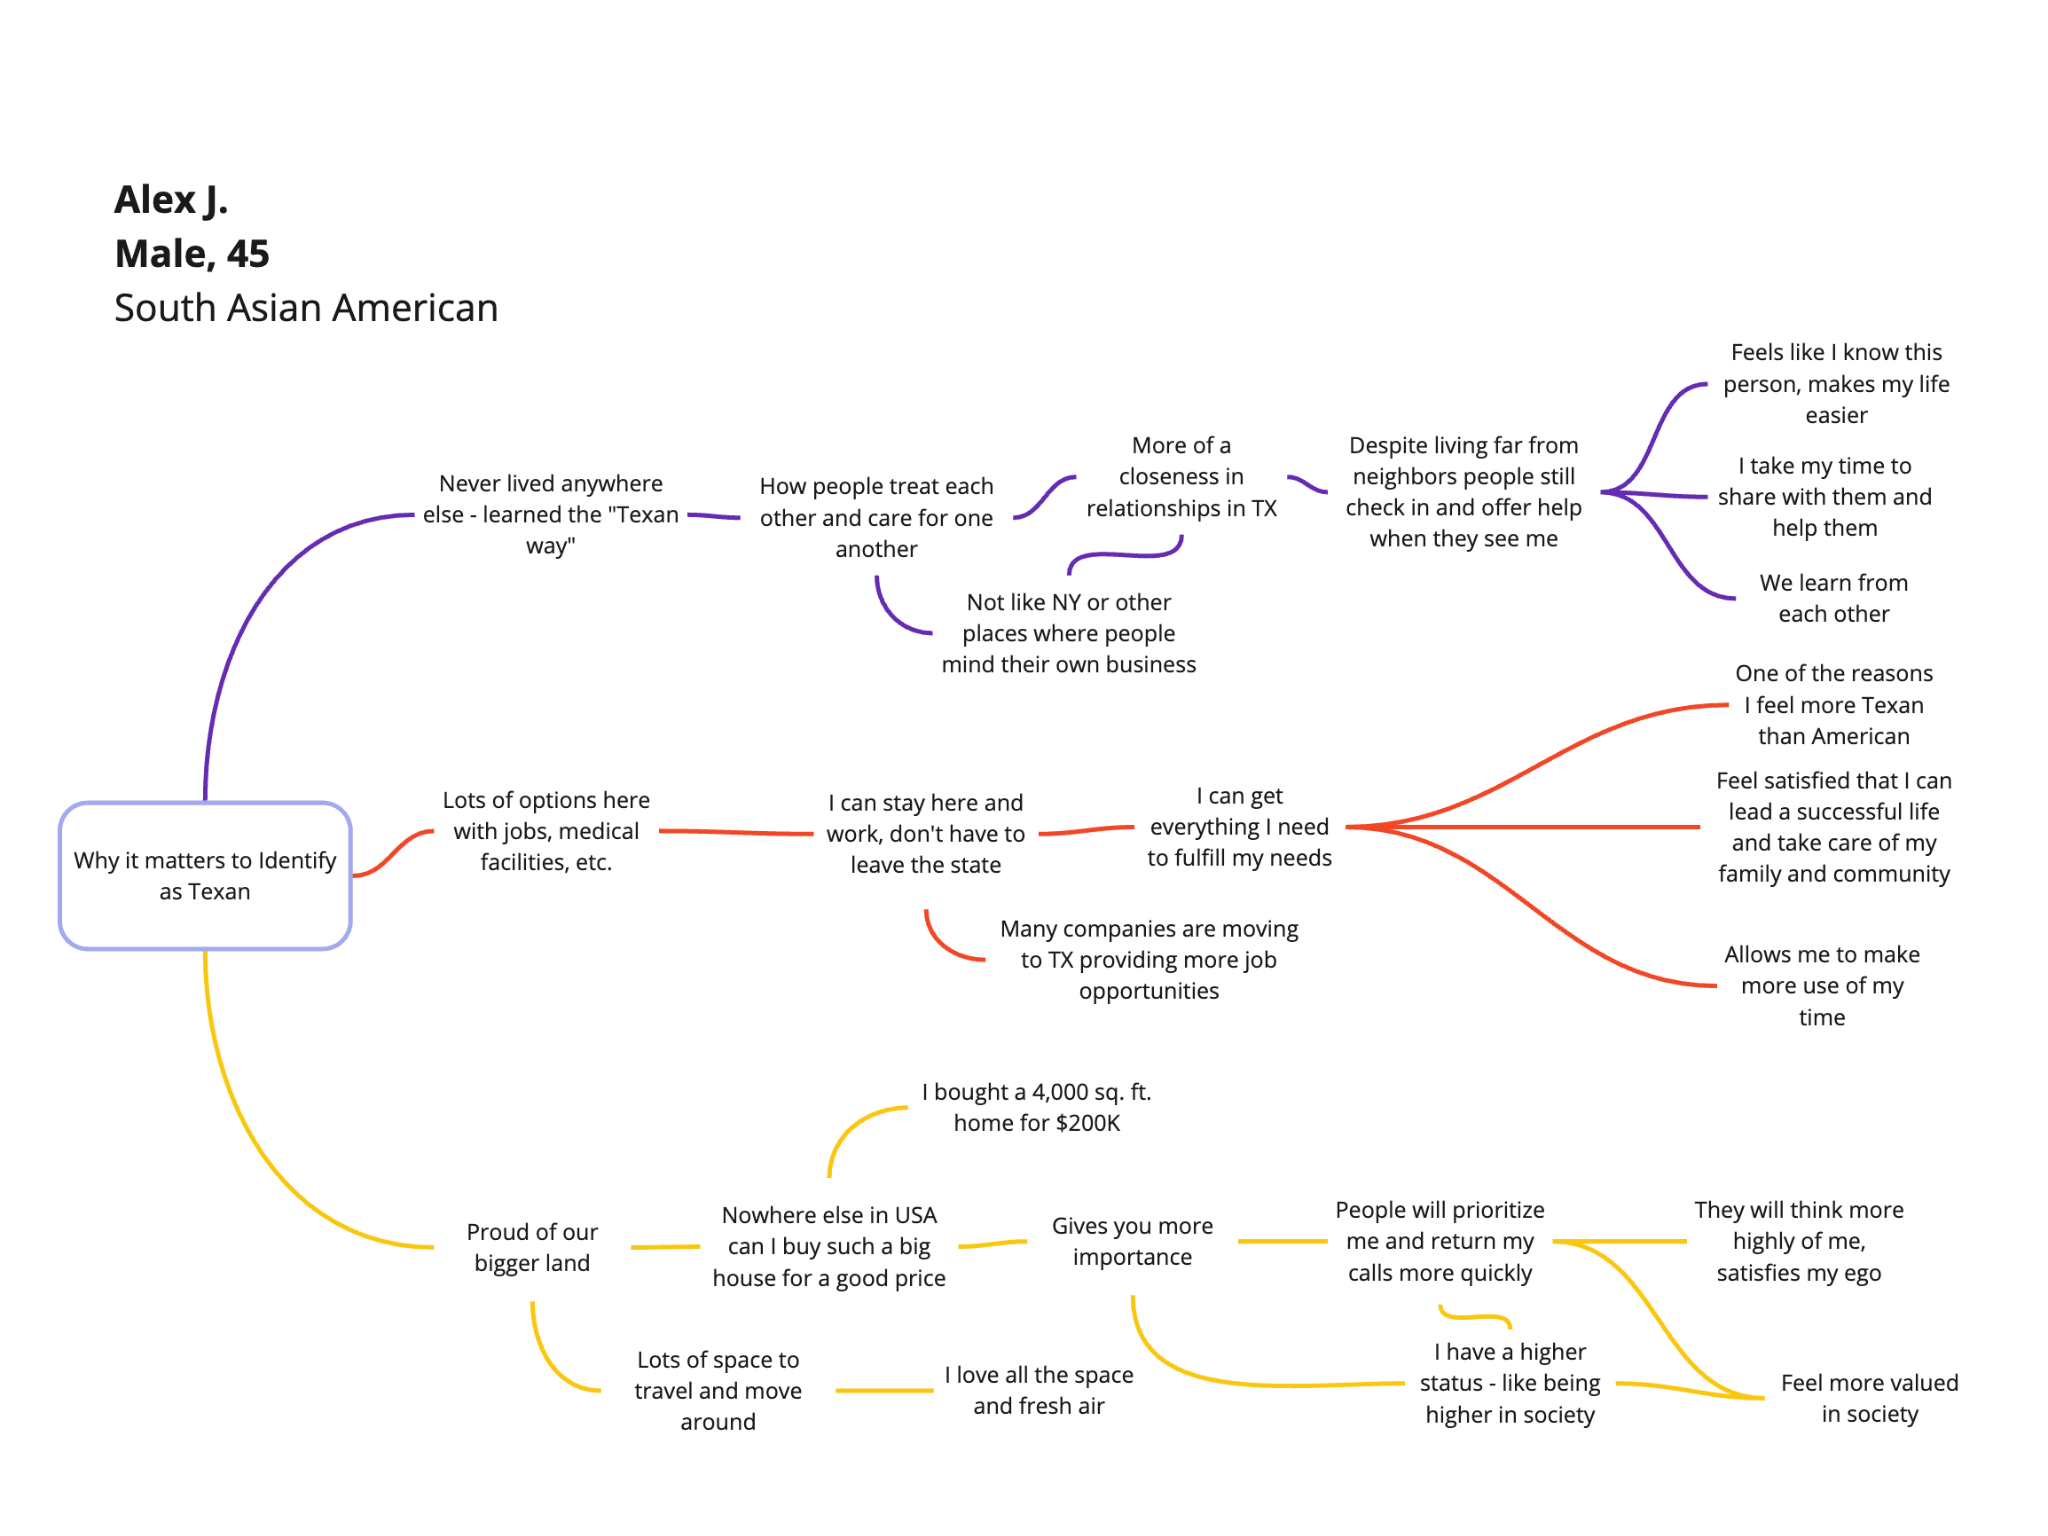 Alex J.
Male, 45
South Asian American
Never lived anywhere
else - learned the "Texan
way"
How people treat each
other and care for one
another
More of a
closeness in
relationships in TX
Not like NY or other
places where people
mind their own business
Despite living far from
neighbors people still
check in and offer help
when they see me
Feels like I know this
person, makes my life
easier
I take my time to
share with them and
help them
We learn from
each other
Why it matters to Identify
as Texan
Lots of options here
with jobs, medical
facilities, etc.
I can stay here and
work, don't have to
leave the state
I can get
everything I need
to fulfill my needs
Many companies are moving
to TX providing more job
opportunities
One of the reasons
I feel more Texan
than American
Feel satisfied that I can
lead a successful life
and take care of my
family and community
Allows me to make
more use of my
time
Proud of our
bigger land
I bought a 4,000 sq. ft.
home for $200K
Nowhere else in USA
can I buy such a big
house for a good price
Gives you more
importance
People will prioritize
me and return my
calls more quickly
They will think more
highly of me,
satisfies my ego
Lots of space to
travel and move
around
I love all the space
and fresh air
I have a higher
status - like being
higher in society
Feel more valued
in society